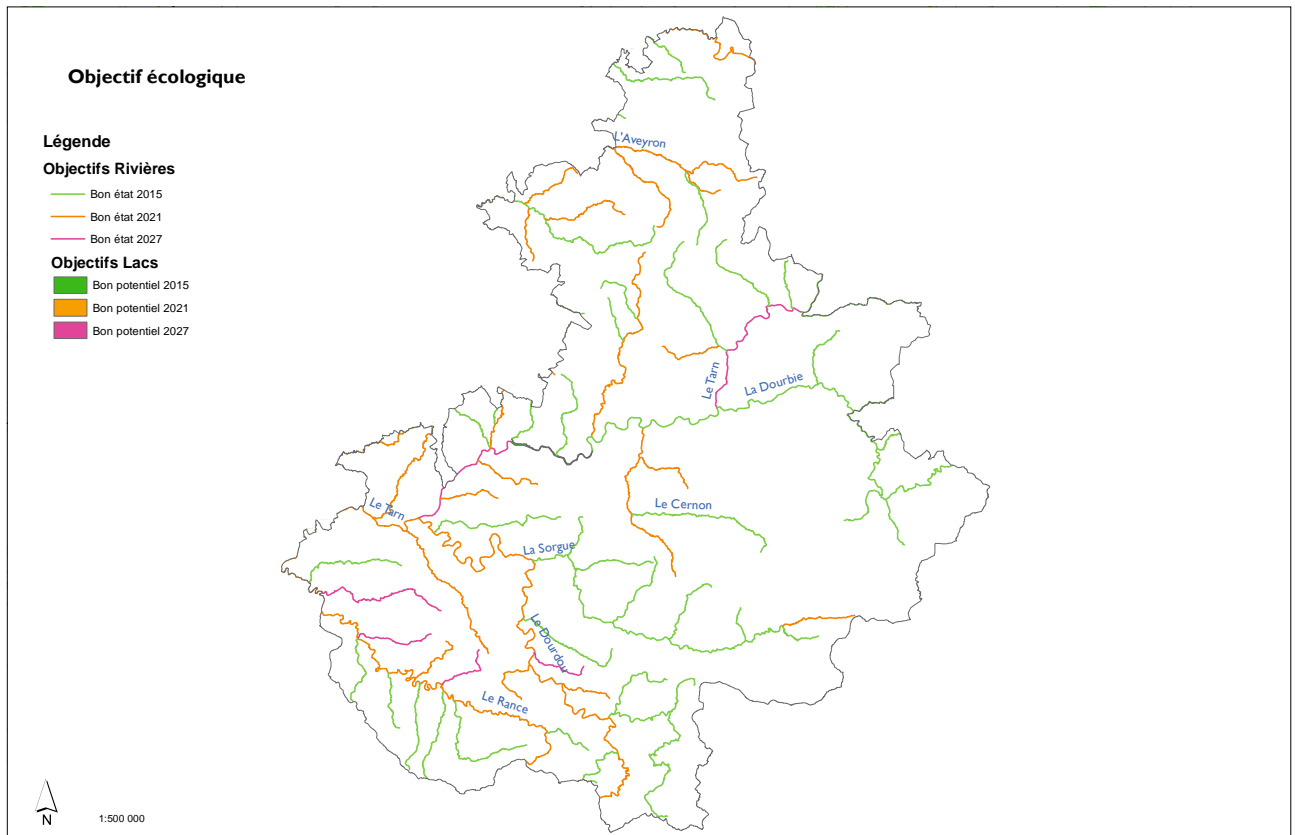 Objectif écologique
Légende
Objectifs Rivières
Bon état 2015
Bon état 2021
Bon état 2027
Objectifs Lacs
Bon potentiel 2015
Bon potentiel 2021
Bon potentiel 2027
L'Aveyron
Le Tarn
La Dourbie
Le Tarn
Le Cernon
La Sorgue
Le Dourdou
Le Rance
N
1:500 000